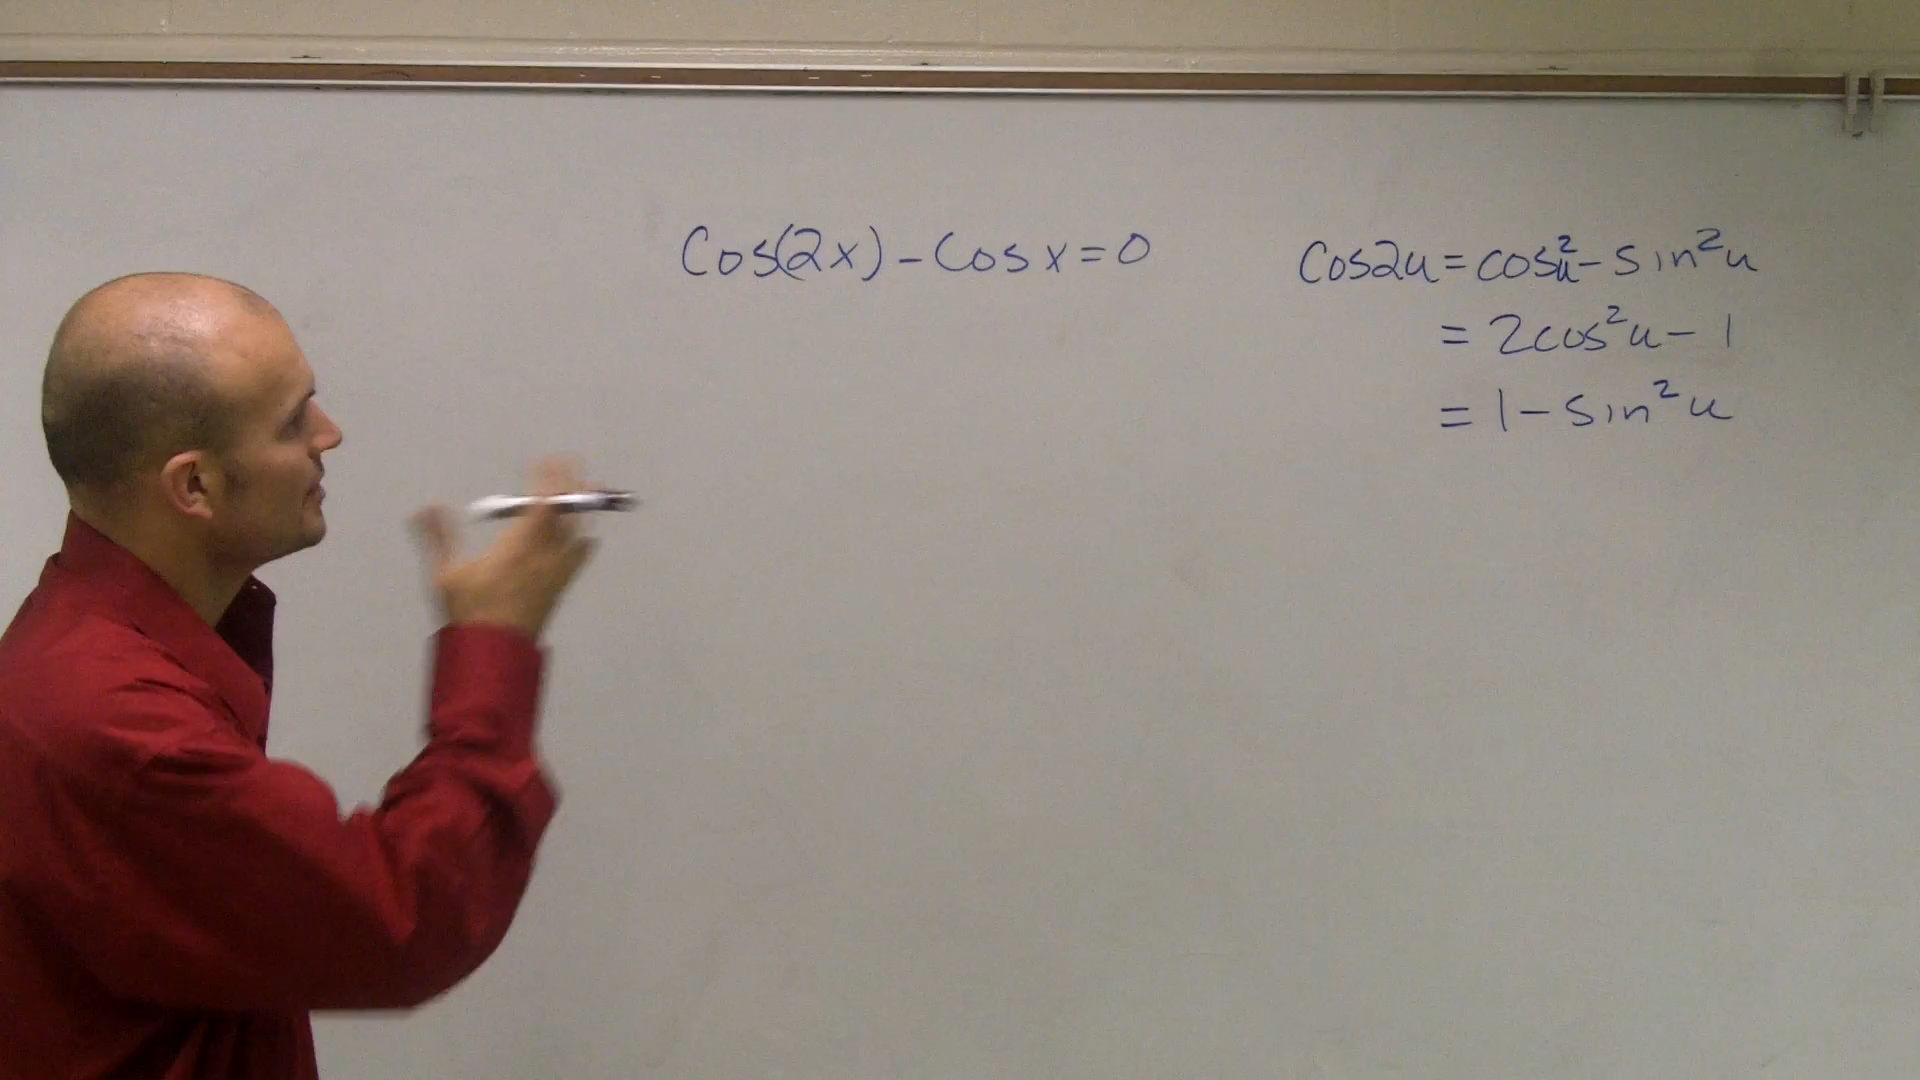 Cos(2x) - Cos x = 0
Cos2u = cos²u - sin²u
= 2cos²u - 1
= 1 - sin²u